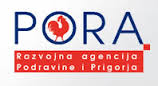 PORA
Razvojna agencija
Podravine i Prigorja